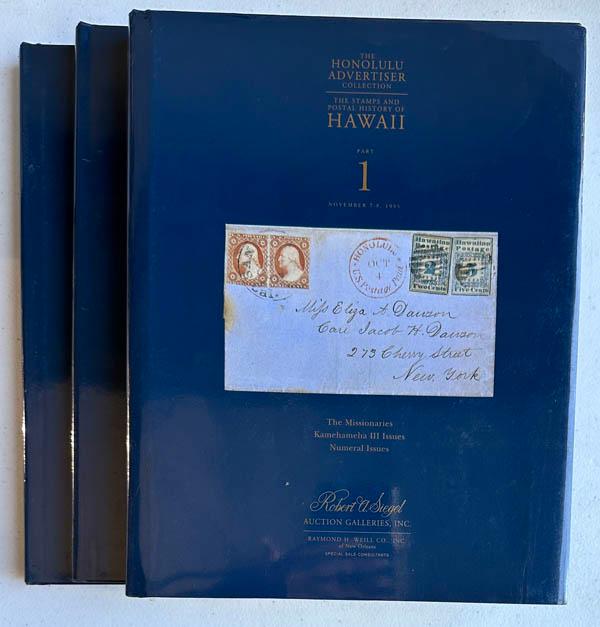 THE
HONOLULU
ADVERTISER
COLLECTION
THE STAMPS AND
POSTAL HISTORY OF
HAWAII
PART
1
NOVEMBER 7-8, 1995
HONOLULU
OCT
4
U.S. Postage Paid
Hawaiian
Postage
2
Two Cents
Hawaiian
Postage
5
Five Cents
Miss Eliza A. Dawson
Care Jacob H. Dawson
273 Cherry Street
New York
The Missionaries
Kamehameha III Issues
Numeral Issues
Robert A. Siegel
AUCTION GALLERIES, INC.
RAYMOND H. WEILL CO., INC.
of New Orleans
SPECIAL SALE CONSULTANTS